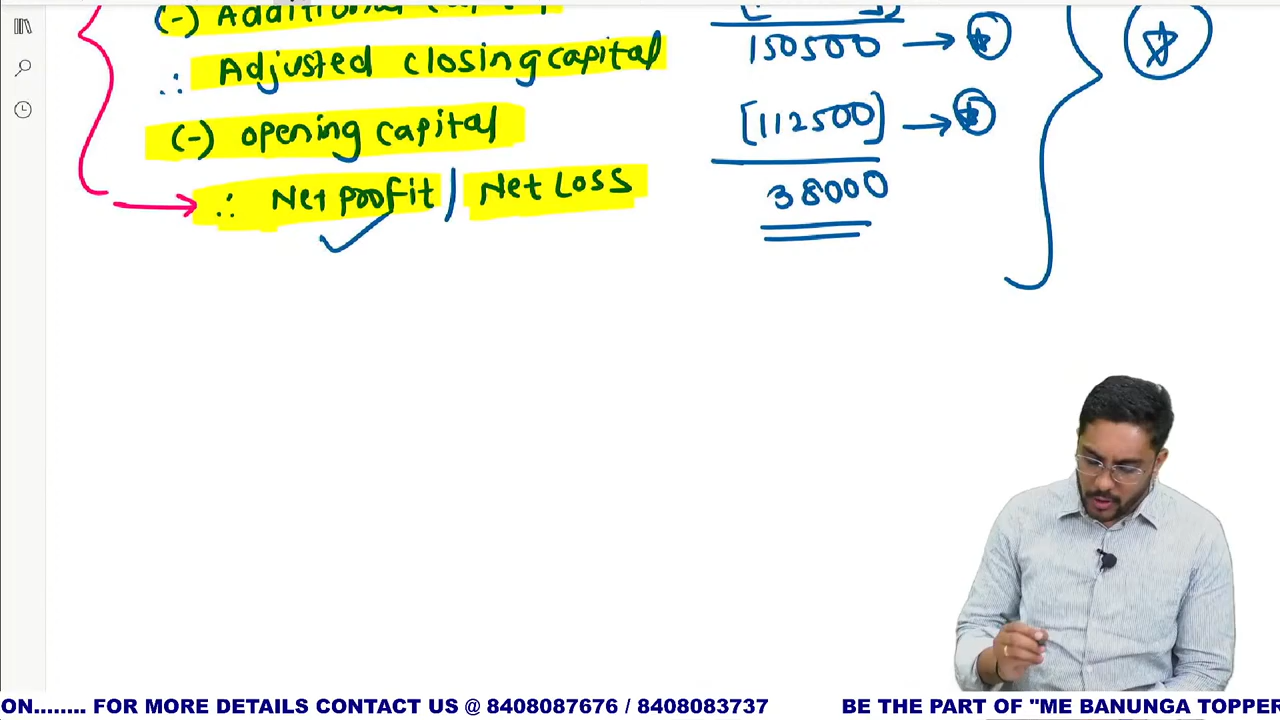 (-) Additional
∴ Adjusted closing capital 150500 →
(-) opening capital [112500] →
∴ Net profit / Net Loss 38000
ON........ FOR MORE DETAILS CONTACT US @ 8408087676 / 8408083737 BE THE PART OF "ME BANUNGA TOPPER